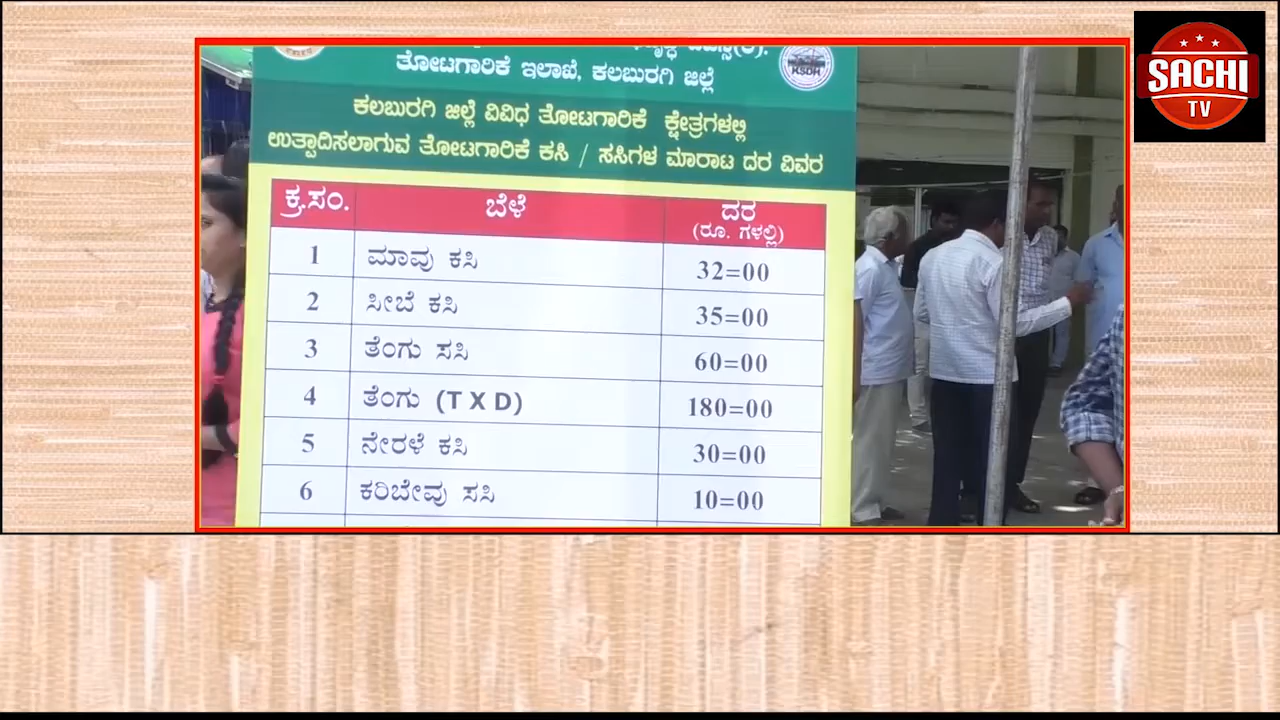 SACHI
TV
KSDH
ತೋಟಗಾರಿಕೆ ಇಲಾಖೆ, ಕಲಬುರಗಿ ಜಿಲ್ಲೆ
ಕಲಬುರಗಿ ಜಿಲ್ಲೆ ವಿವಿಧ ತೋಟಗಾರಿಕೆ ಕ್ಷೇತ್ರಗಳಲ್ಲಿ
ಉತ್ಪಾದಿಸಲಾಗುವ ತೋಟಗಾರಿಕೆ ಕಸಿ / ಸಸಿಗಳ ಮಾರಾಟ ದರ ವಿವರ
ಕ್ರ.ಸಂ. ಬೆಳೆ ದರ
(ರೂ. ಗಳಲ್ಲಿ)
1 ಮಾವು ಕಸಿ 32=00
2 ಸೀಬೆ ಕಸಿ 35=00
3 ತೆಂಗು ಸಸಿ 60=00
4 ತೆಂಗು (T X D) 180=00
5 ನೇರಳೆ ಕಸಿ 30=00
6 ಕರಿಬೇವು ಸಸಿ 10=00